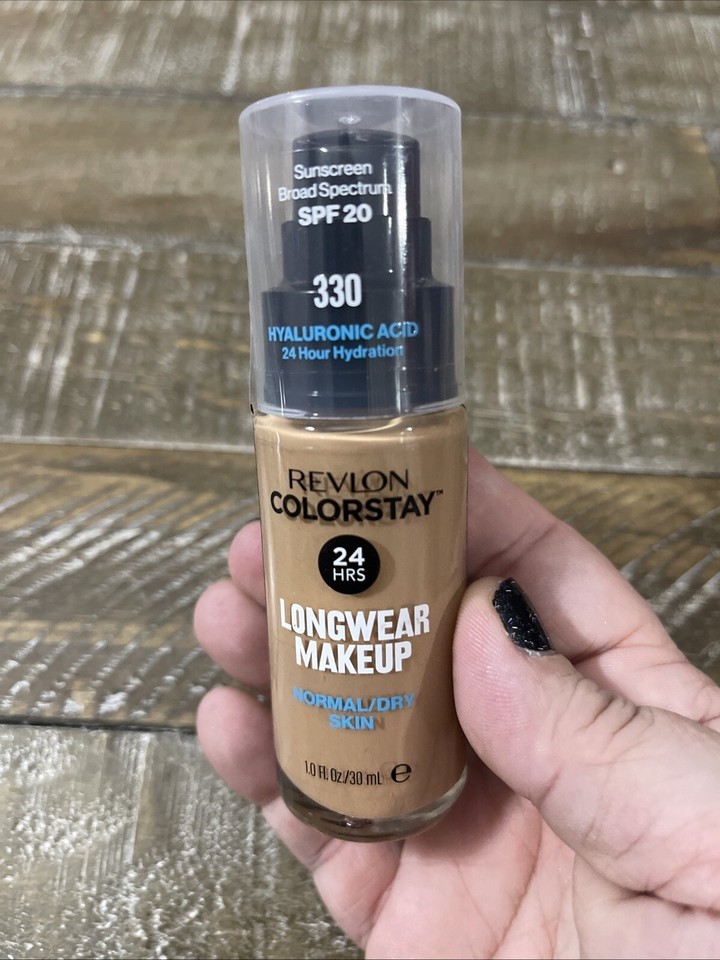 Sunscreen
Broad Spectrum
SPF 20
330
HYALURONIC ACID
24 Hour Hydration
REVLON
COLORSTAY™
24
HRS
LONGWEAR
MAKEUP
NORMAL/DRY
SKIN
1.0 Fl. Oz./30 mL ℮